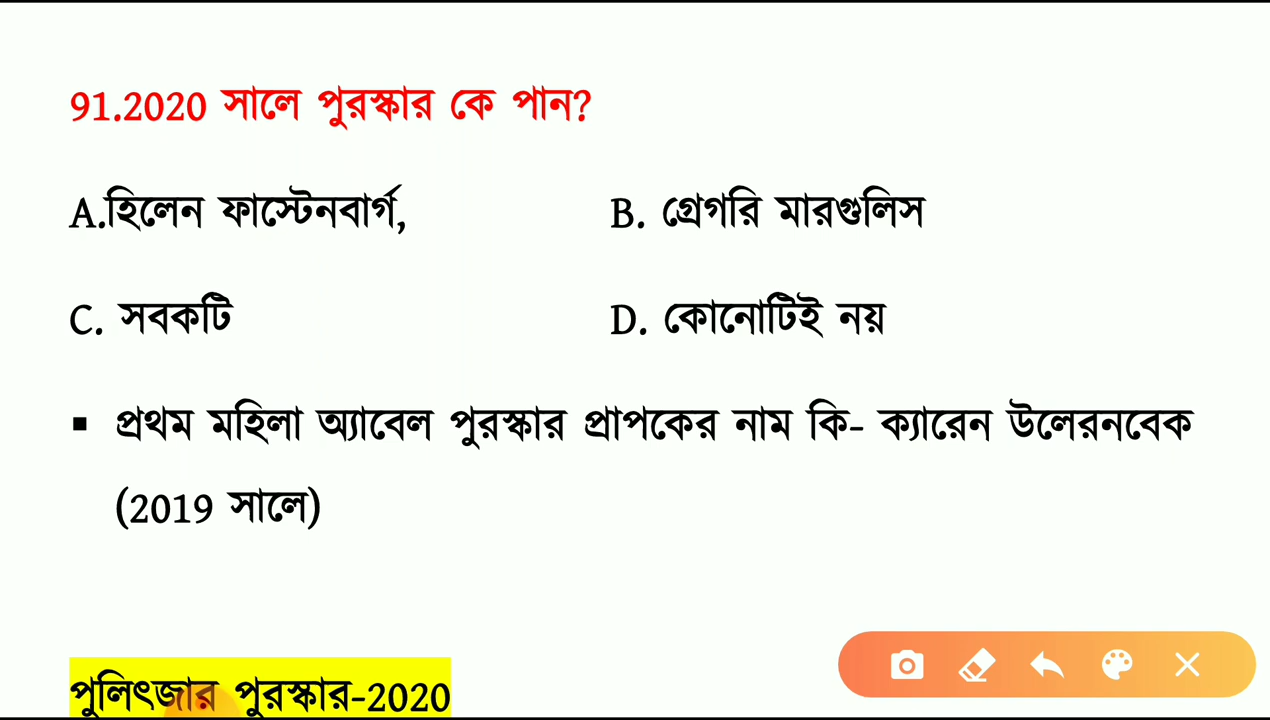 91.2020 সালে পুরস্কার কে পান?
A.হিলেন ফাস্টেনবার্গ,
B. গ্রেগরি মারগুলিস
C. সবকটি
D. কোনোটিই নয়
▪ প্রথম মহিলা অ্যাবেল পুরস্কার প্রাপকের নাম কি- ক্যারেন উলেরনবেক
(2019 সালে)
পুলিৎজার পুরস্কার-2020